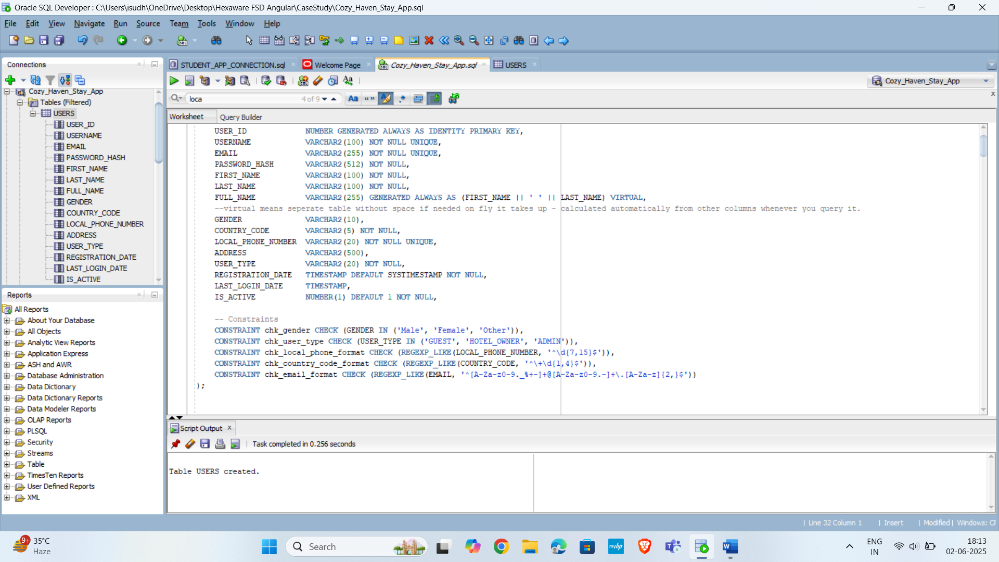 Oracle SQL Developer : C:\Users\sudh\OneDrive\Desktop\Hexaware FSD Angular\CaseStudy\Cozy_Haven_Stay_App.sql
File Edit View Navigate Run Source Team Tools Window Help
Connections
STUDENT_APP_CONNECTION.sql
Welcome Page
Cozy_Haven_Stay_App.sql
USERS
Cozy_Haven_Stay_App
Tables (Filtered)
USERS
USER_ID
USERNAME
EMAIL
PASSWORD_HASH
FIRST_NAME
LAST_NAME
FULL_NAME
GENDER
COUNTRY_CODE
LOCAL_PHONE_NUMBER
ADDRESS
USER_TYPE
REGISTRATION_DATE
LAST_LOGIN_DATE
IS_ACTIVE
Cozy_Haven_Stay_App
loca 4 of 9 Aa
Worksheet Query Builder
USER_ID NUMBER GENERATED ALWAYS AS IDENTITY PRIMARY KEY,
USERNAME VARCHAR2(100) NOT NULL UNIQUE,
EMAIL VARCHAR2(255) NOT NULL UNIQUE,
PASSWORD_HASH VARCHAR2(512) NOT NULL,
FIRST_NAME VARCHAR2(100) NOT NULL,
LAST_NAME VARCHAR2(100) NOT NULL,
FULL_NAME VARCHAR2(255) GENERATED ALWAYS AS (FIRST_NAME || ' ' || LAST_NAME) VIRTUAL,
--virtual means seperate table without space if needed on fly it takes up - calculated automatically from other columns whenever you query it.
GENDER VARCHAR2(10),
COUNTRY_CODE VARCHAR2(5) NOT NULL,
LOCAL_PHONE_NUMBER VARCHAR2(20) NOT NULL UNIQUE,
ADDRESS VARCHAR2(500),
USER_TYPE VARCHAR2(20) NOT NULL,
REGISTRATION_DATE TIMESTAMP DEFAULT SYSTIMESTAMP NOT NULL,
LAST_LOGIN_DATE TIMESTAMP,
IS_ACTIVE NUMBER(1) DEFAULT 1 NOT NULL,
-- Constraints
CONSTRAINT chk_gender CHECK (GENDER IN ('Male', 'Female', 'Other')),
CONSTRAINT chk_user_type CHECK (USER_TYPE IN ('GUEST', 'HOTEL_OWNER', 'ADMIN')),
CONSTRAINT chk_local_phone_format CHECK (REGEXP_LIKE(LOCAL_PHONE_NUMBER, '^\d{7,15}$')),
CONSTRAINT chk_country_code_format CHECK (REGEXP_LIKE(COUNTRY_CODE, '^\+\d{1,4}$')),
CONSTRAINT chk_email_format CHECK (REGEXP_LIKE(EMAIL, '^[A-Za-z0-9._%+-]+@[A-Za-z0-9.-]+\.[A-Za-z]{2,}$'))
);
Reports
All Reports
About Your Database
All Objects
Analytic View Reports
Application Express
ASH and AWR
Database Administration
Data Dictionary
Data Dictionary Reports
Data Modeler Reports
OLAP Reports
PLSQL
Security
Streams
Table
TimesTen Reports
User Defined Reports
XML
Script Output
Task completed in 0.256 seconds
Table USERS created.
Line 32 Column 1 | Insert | Modified | Windows: C
35°C
Haze
Search
ENG
IN
18:13
02-06-2025